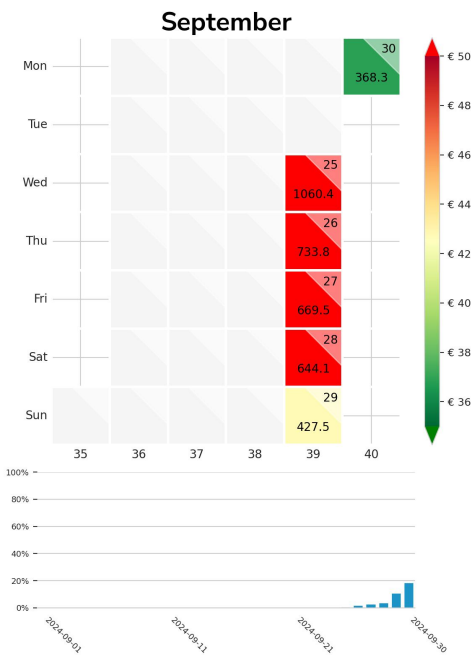 September
Mon
30
368.3
Tue
Wed
25
1060.4
Thu
26
733.8
Fri
27
669.5
Sat
28
644.1
Sun
29
427.5
35 36 37 38 39 40
€ 50
€ 48
€ 46
€ 44
€ 42
€ 40
€ 38
€ 36
100%
80%
60%
40%
20%
0%
2024-09-01 2024-09-11 2024-09-21 2024-09-30